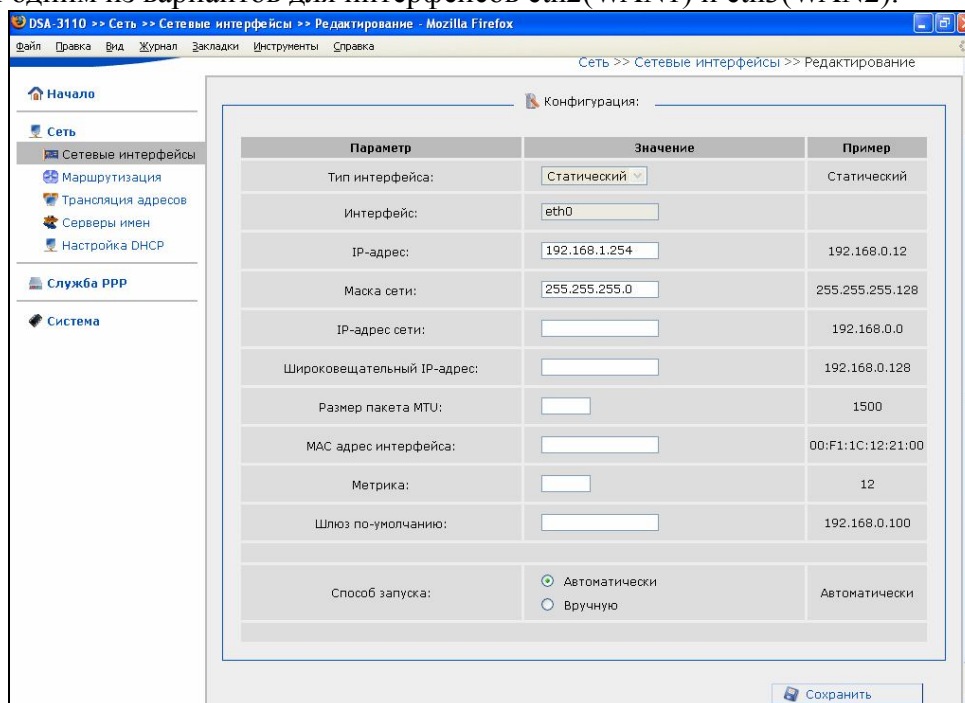 одним из вариантов для интерфейсов eth2(WAN1) и eth3(WAN2).
DSA-3110 >> Сеть >> Сетевые интерфейсы >> Редактирование - Mozilla Firefox
Файл Правка Вид Журнал Закладки Инструменты Справка
Сеть >> Сетевые интерфейсы >> Редактирование
Начало
Сеть
Сетевые интерфейсы
Маршрутизация
Трансляция адресов
Серверы имен
Настройка DHCP
Служба PPP
Система
Конфигурация:
Параметр Значение Пример
Тип интерфейса: Статический Статический
Интерфейс: eth0
IP-адрес: 192.168.1.254 192.168.0.12
Маска сети: 255.255.255.0 255.255.255.128
IP-адрес сети: 192.168.0.0
Широковещательный IP-адрес: 192.168.0.128
Размер пакета MTU: 1500
MAC адрес интерфейса: 00:F1:1C:12:21:00
Метрика: 12
Шлюз по-умолчанию: 192.168.0.100
Способ запуска: Автоматически Автоматически
Вручную
Сохранить